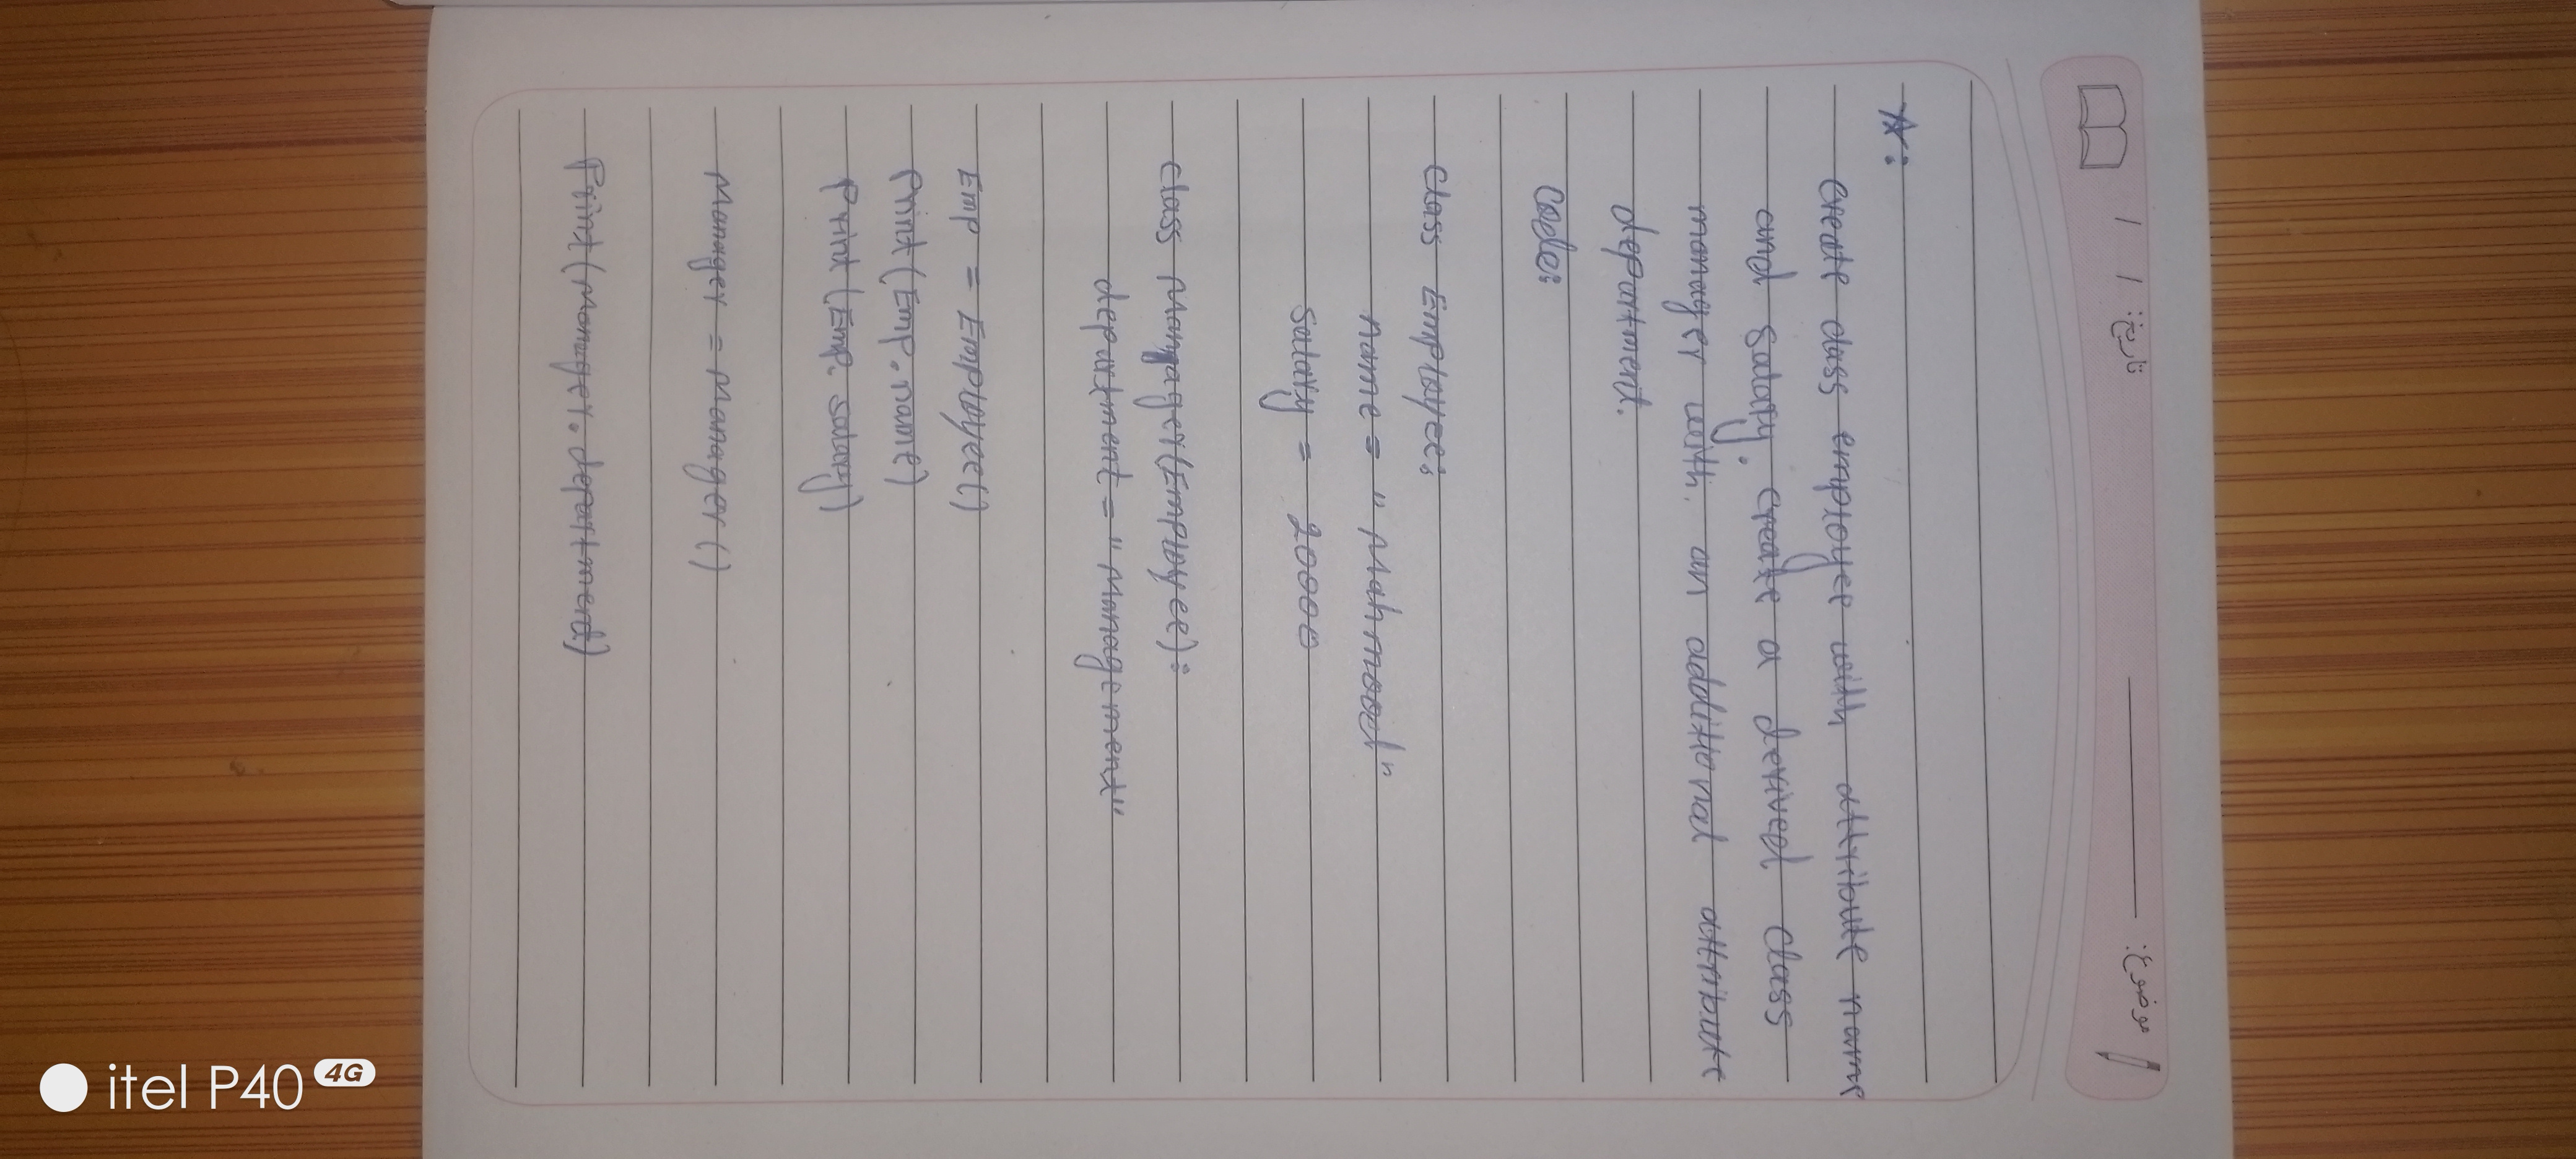 تاریخ: / /
موضوع:
*:
Create class employee with attribute name
and salary. create a derived class
manager with an additional attribute
department.
Code:
class Employee:
name = "Mahmood"
salary = 20000
class Manager(Employee):
department = "Management"
Emp = Employee()
Print(Emp.name)
Print(Emp.salary)
Manager = Manager()
Print(Manager.department)
itel P40 4G